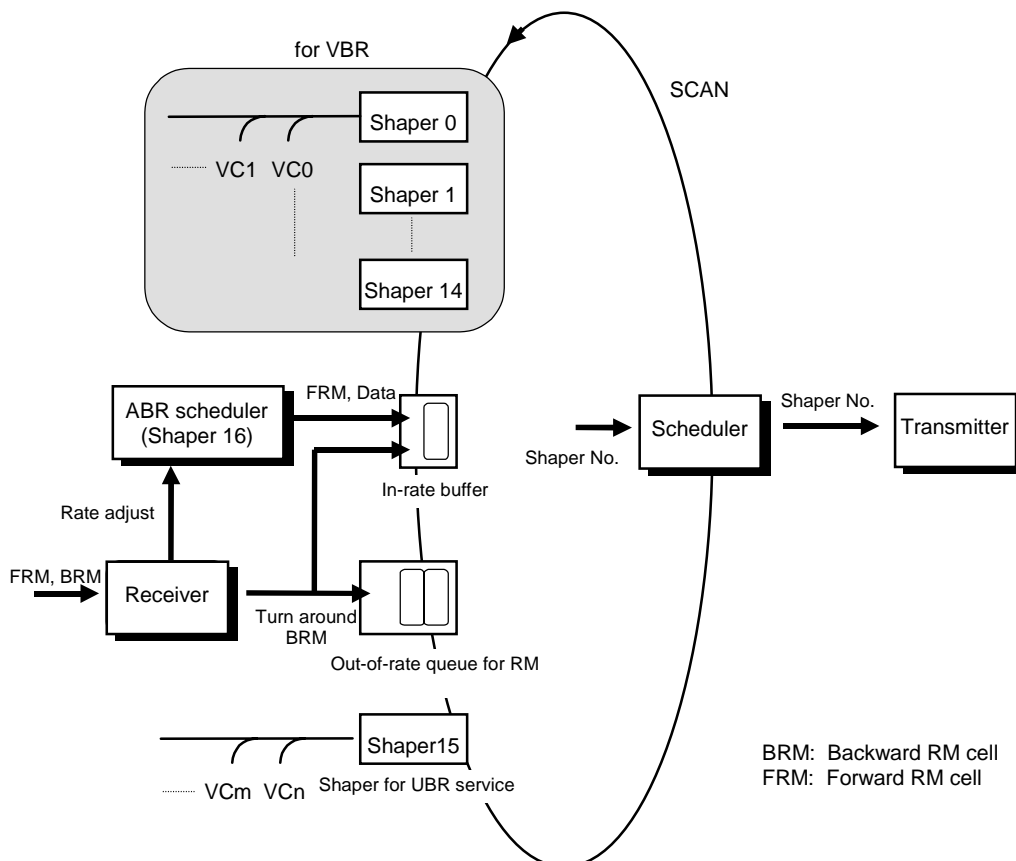 for VBR
SCAN
Shaper 0
VC1 VC0
Shaper 1
Shaper 14
FRM, Data
ABR scheduler
(Shaper 16)
In-rate buffer
Shaper No.
Scheduler
Shaper No.
Transmitter
Rate adjust
FRM, BRM
Receiver
Turn around
BRM
Out-of-rate queue for RM
Shaper15
VCm VCn
Shaper for UBR service
BRM: Backward RM cell
FRM: Forward RM cell